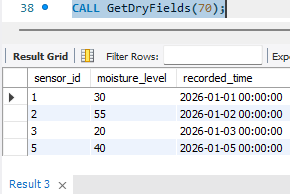 38 CALL GetDryFields(70);
Result Grid Filter Rows:
sensor_id moisture_level recorded_time
1 30 2026-01-01 00:00:00
2 55 2026-01-02 00:00:00
3 20 2026-01-03 00:00:00
5 40 2026-01-05 00:00:00
Result 3